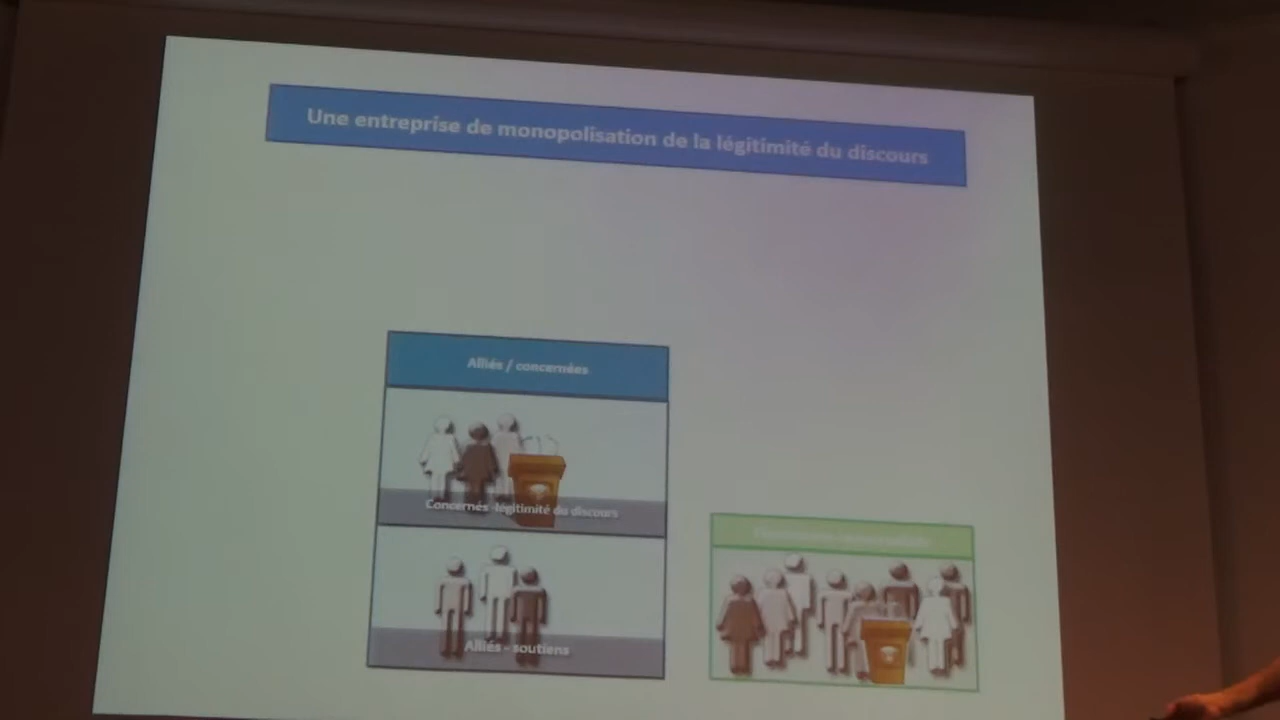 Une entreprise de monopolisation de la légitimité du discours
Alliés / concernées
Concernés -légitimité du discours
Alliés - soutiens